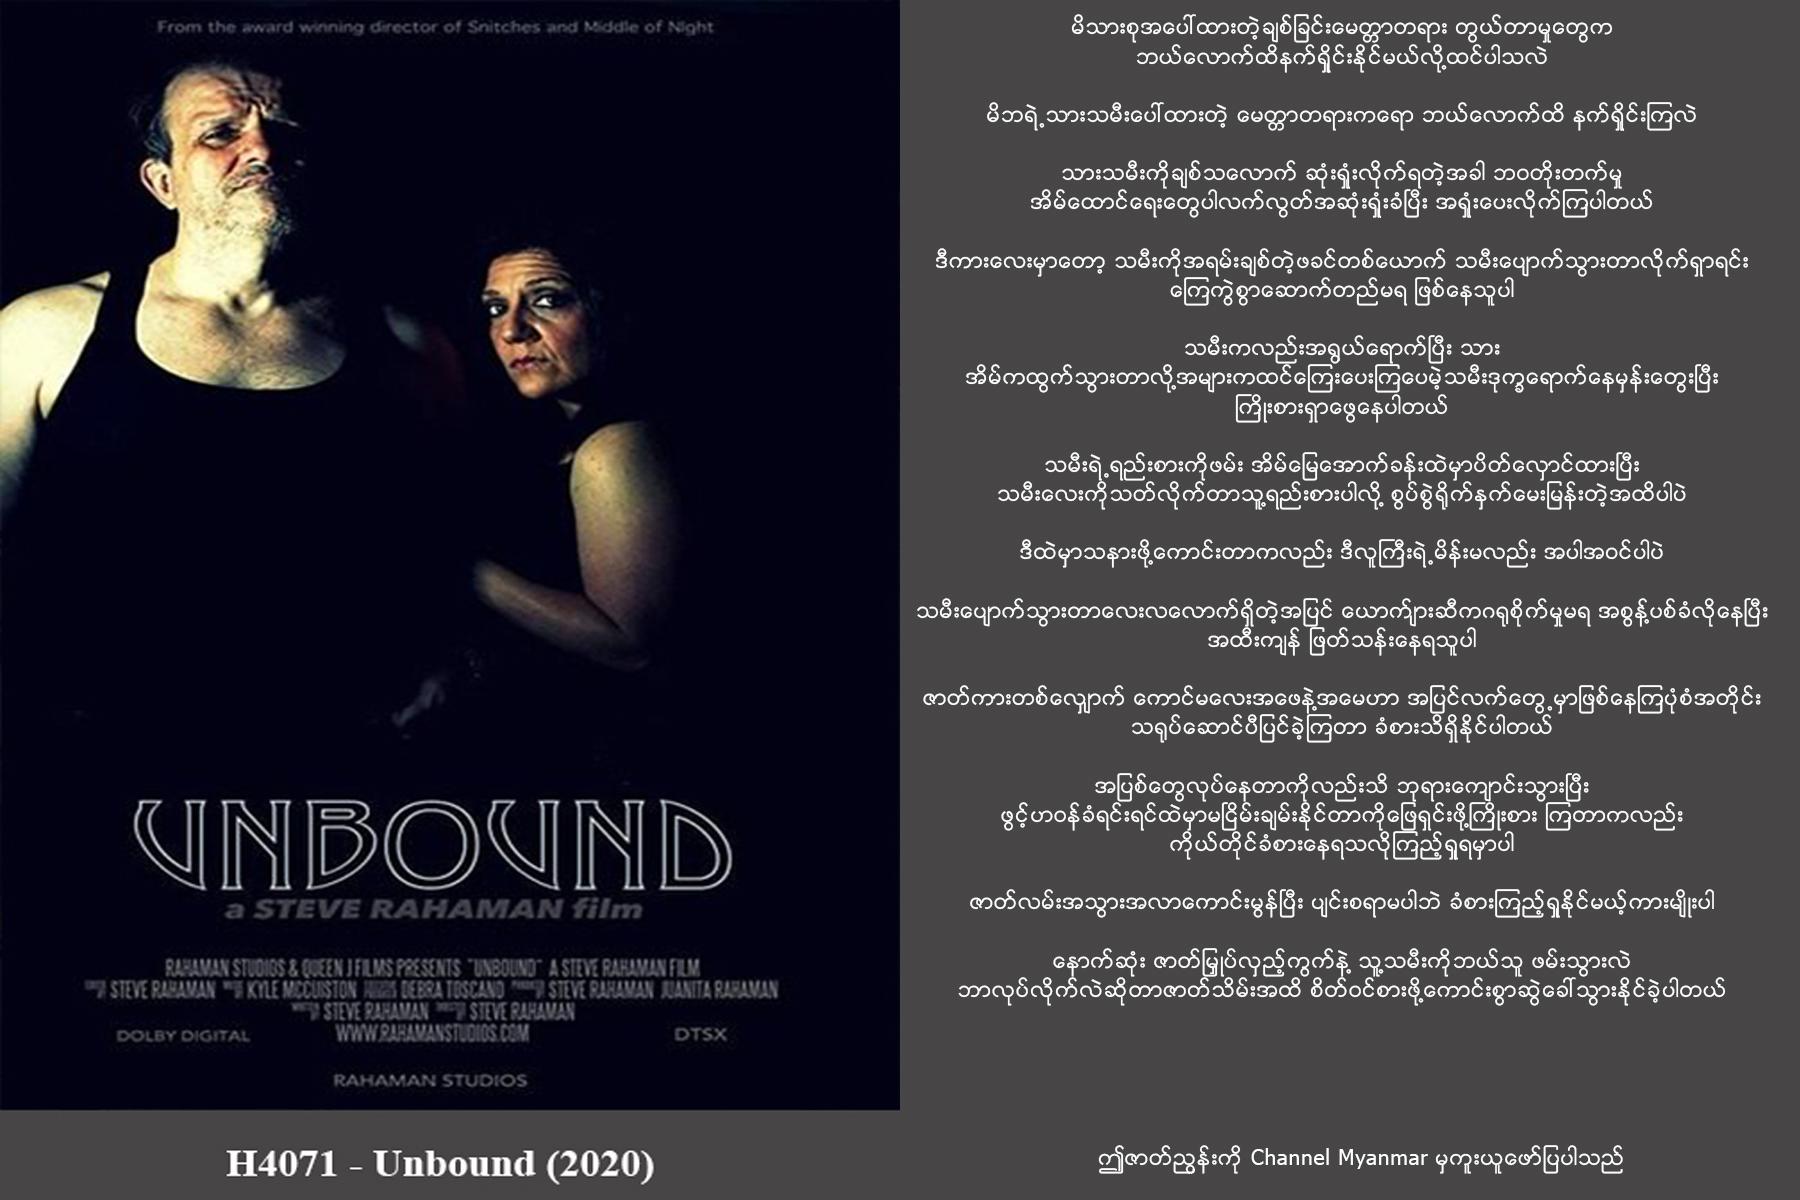 From the award winning director of Snitches and Middle of Night
UNBOUND
a STEVE RAHAMAN film
RAHAMAN STUDIOS & QUEEN J FILMS PRESENTS "UNBOUND" A STEVE RAHAMAN FILM
STEVE RAHAMAN KYLE MCCUISTON DEBRA TOSCANO STEVE RAHAMAN JUANITA RAHAMAN
STEVE RAHAMAN STEVE RAHAMAN
DOLBY DIGITAL WWW.RAHAMANSTUDIOS.COM DTSX
RAHAMAN STUDIOS
H4071 - Unbound (2020)
မိသားစုအပေါ်ထားတဲ့ချစ်ခြင်းမေတ္တာတရား တွယ်တာမှုတွေက
ဘယ်လောက်ထိနက်ရှိုင်းနိုင်မယ်လို့ထင်ပါသလဲ
မိဘရဲ့သားသမီးပေါ်ထားတဲ့ မေတ္တာတရားကရော ဘယ်လောက်ထိ နက်ရှိုင်းကြလဲ
သားသမီးကိုချစ်သလောက် ဆုံးရှုံးလိုက်ရတဲ့အခါ ဘဝတိုးတက်မှု
အိမ်ထောင်ရေးတွေပါလက်လွတ်အဆုံးရှုံးခံပြီး အရှုံးပေးလိုက်ကြပါတယ်
ဒီကားလေးမှာတော့ သမီးကိုအရမ်းချစ်တဲ့ဖခင်တစ်ယောက် သမီးပျောက်သွားတာလိုက်ရှာရင်း
ကြေကွဲစွာဆောက်တည်မရ ဖြစ်နေသူပါ
သမီးကလည်းအရွယ်ရောက်ပြီး သား
အိမ်ကထွက်သွားတာလို့အများကထင်ကြေးပေးကြပေမဲ့သမီးဒုက္ခရောက်နေမှန်းတွေးပြီး
ကြိုးစားရှာဖွေနေပါတယ်
သမီးရဲ့ရည်းစားကိုဖမ်း အိမ်မြေအောက်ခန်းထဲမှာပိတ်လှောင်ထားပြီး
သမီးလေးကိုသတ်လိုက်တာသူ့ရည်းစားပါလို့ စွပ်စွဲရိုက်နှက်မေးမြန်းတဲ့အထိပါပဲ
ဒီထဲမှာသနားဖို့ကောင်းတာကလည်း ဒီလူကြီးရဲ့မိန်းမလည်း အပါအဝင်ပါပဲ
သမီးပျောက်သွားတာလေးလလောက်ရှိတဲ့အပြင် ယောက်ျားဆီကဂရုစိုက်မှုမရ အစွန့်ပစ်ခံလိုနေပြီး
အထီးကျန် ဖြတ်သန်းနေရသူပါ
ဇာတ်ကားတစ်လျှောက် ကောင်မလေးအဖေနဲ့အမေဟာ အပြင်လက်တွေ့မှာဖြစ်နေကြပုံစံအတိုင်း
သရုပ်ဆောင်ပီပြင်ခဲ့ကြတာ ခံစားသိရှိနိုင်ပါတယ်
အပြစ်တွေလုပ်နေတာကိုလည်းသိ ဘုရားကျောင်းသွားပြီး
ဖွင့်ဟဝန်ခံရင်းရင်ထဲမှာမငြိမ်းချမ်းနိုင်တာကိုဖြေရှင်းဖို့ကြိုးစား ကြတာကလည်း
ကိုယ်တိုင်ခံစားနေရသလိုကြည့်ရှုရမှာပါ
ဇာတ်လမ်းအသွားအလာကောင်းမွန်ပြီး ပျင်းစရာမပါဘဲ ခံစားကြည့်ရှုနိုင်မယ့်ကားမျိုးပါ
နောက်ဆုံး ဇာတ်မြှုပ်လှည့်ကွက်နဲ့ သူ့သမီးကိုဘယ်သူ ဖမ်းသွားလဲ
ဘာလုပ်လိုက်လဲဆိုတာဇာတ်သိမ်းအထိ စိတ်ဝင်စားဖို့ကောင်းစွာဆွဲခေါ်သွားနိုင်ခဲ့ပါတယ်
ဤဇာတ်ညွှန်းကို Channel Myanmar မှကူးယူဖော်ပြပါသည်